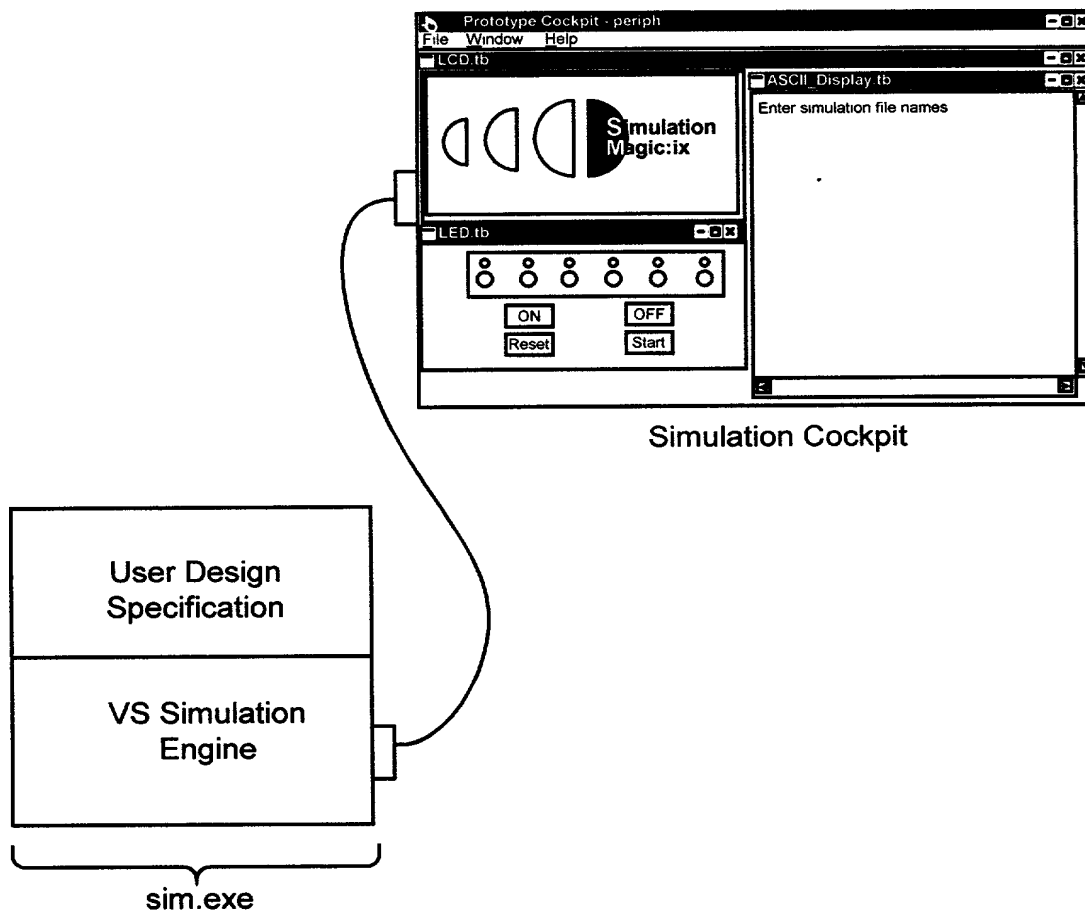 Prototype Cockpit - periph
File Window Help
LCD.tb
Simulation
Magic:ix
ASCII_Display.tb
Enter simulation file names
LED.tb
ON OFF
Reset Start
Simulation Cockpit
User Design
Specification
VS Simulation
Engine
sim.exe